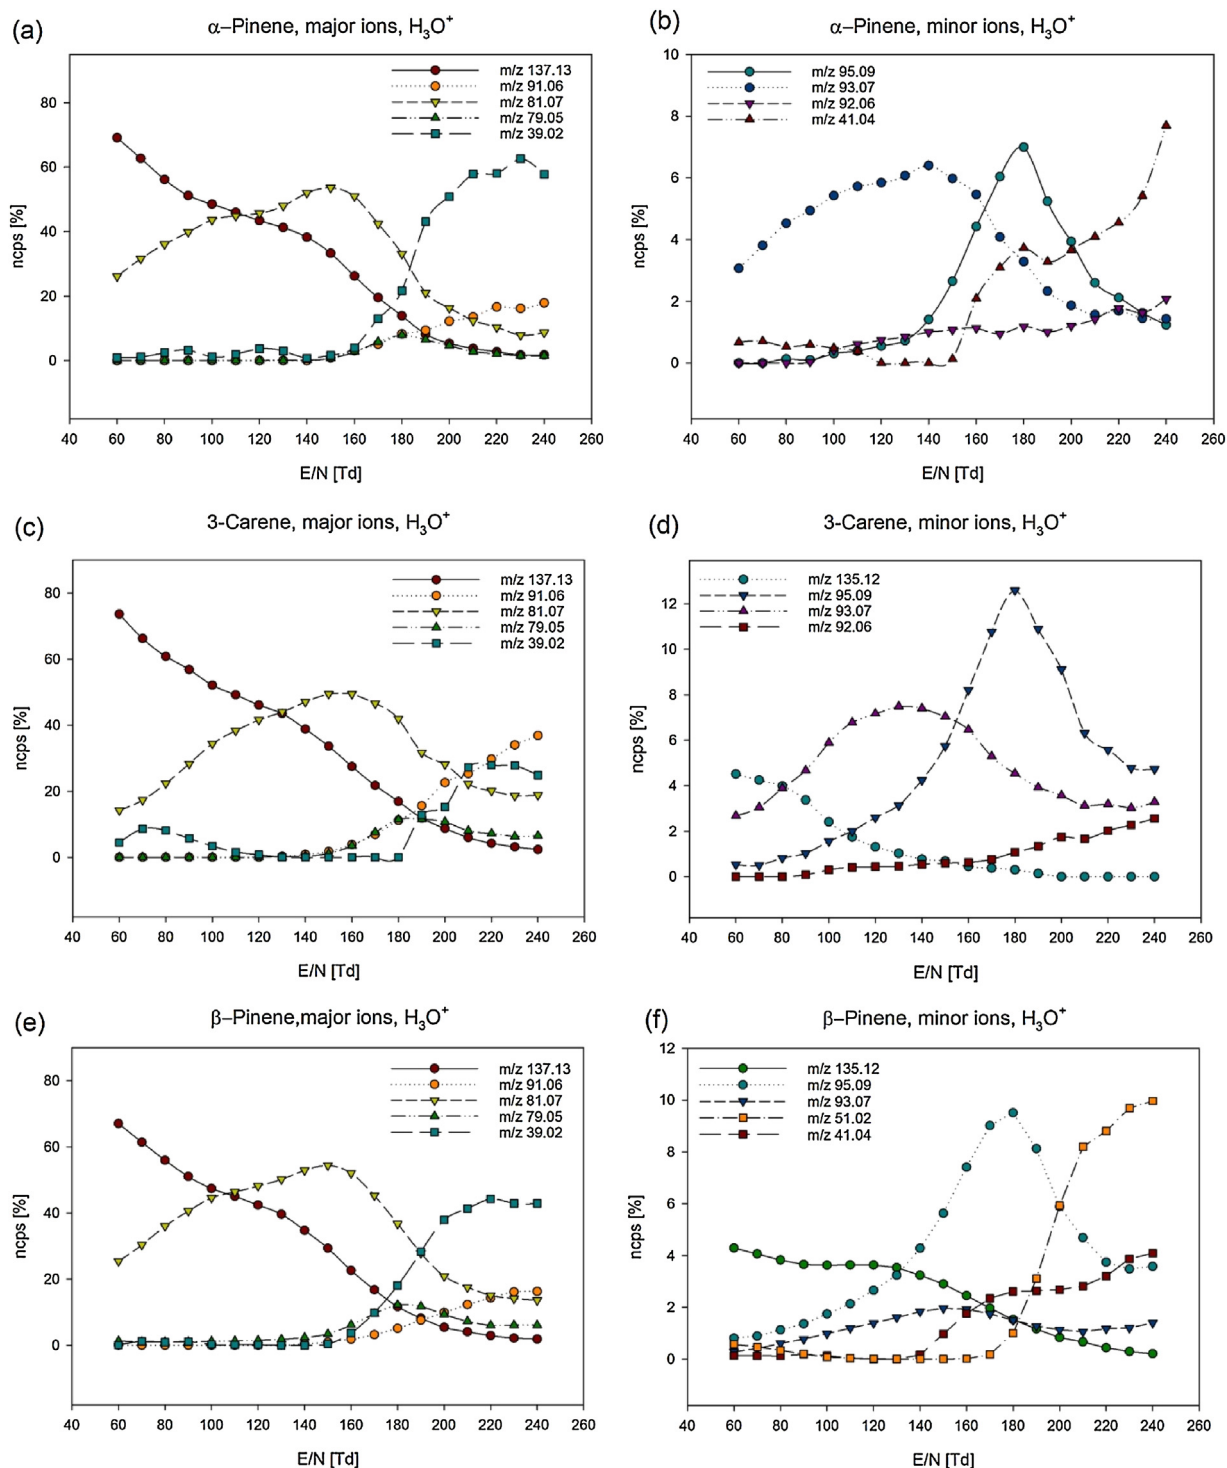 (a)
α–Pinene, major ions, H₃O⁺
m/z 137.13
m/z 91.06
m/z 81.07
m/z 79.05
m/z 39.02
80
60
40
20
0
ncps [%]
40 60 80 100 120 140 160 180 200 220 240 260
E/N [Td]
(b)
α–Pinene, minor ions, H₃O⁺
m/z 95.09
m/z 93.07
m/z 92.06
m/z 41.04
10
8
6
4
2
0
ncps [%]
40 60 80 100 120 140 160 180 200 220 240 260
E/N [Td]
(c)
3-Carene, major ions, H₃O⁺
m/z 137.13
m/z 91.06
m/z 81.07
m/z 79.05
m/z 39.02
80
60
40
20
0
ncps [%]
40 60 80 100 120 140 160 180 200 220 240 260
E/N [Td]
(d)
3-Carene, minor ions, H₃O⁺
m/z 135.12
m/z 95.09
m/z 93.07
m/z 92.06
12
10
8
6
4
2
0
ncps [%]
40 60 80 100 120 140 160 180 200 220 240 260
E/N [Td]
(e)
β–Pinene,major ions, H₃O⁺
m/z 137.13
m/z 91.06
m/z 81.07
m/z 79.05
m/z 39.02
80
60
40
20
0
ncps [%]
40 60 80 100 120 140 160 180 200 220 240 260
E/N [Td]
(f)
β–Pinene, minor ions, H₃O⁺
m/z 135.12
m/z 95.09
m/z 93.07
m/z 51.02
m/z 41.04
12
10
8
6
4
2
0
ncps [%]
40 60 80 100 120 140 160 180 200 220 240 260
E/N [Td]